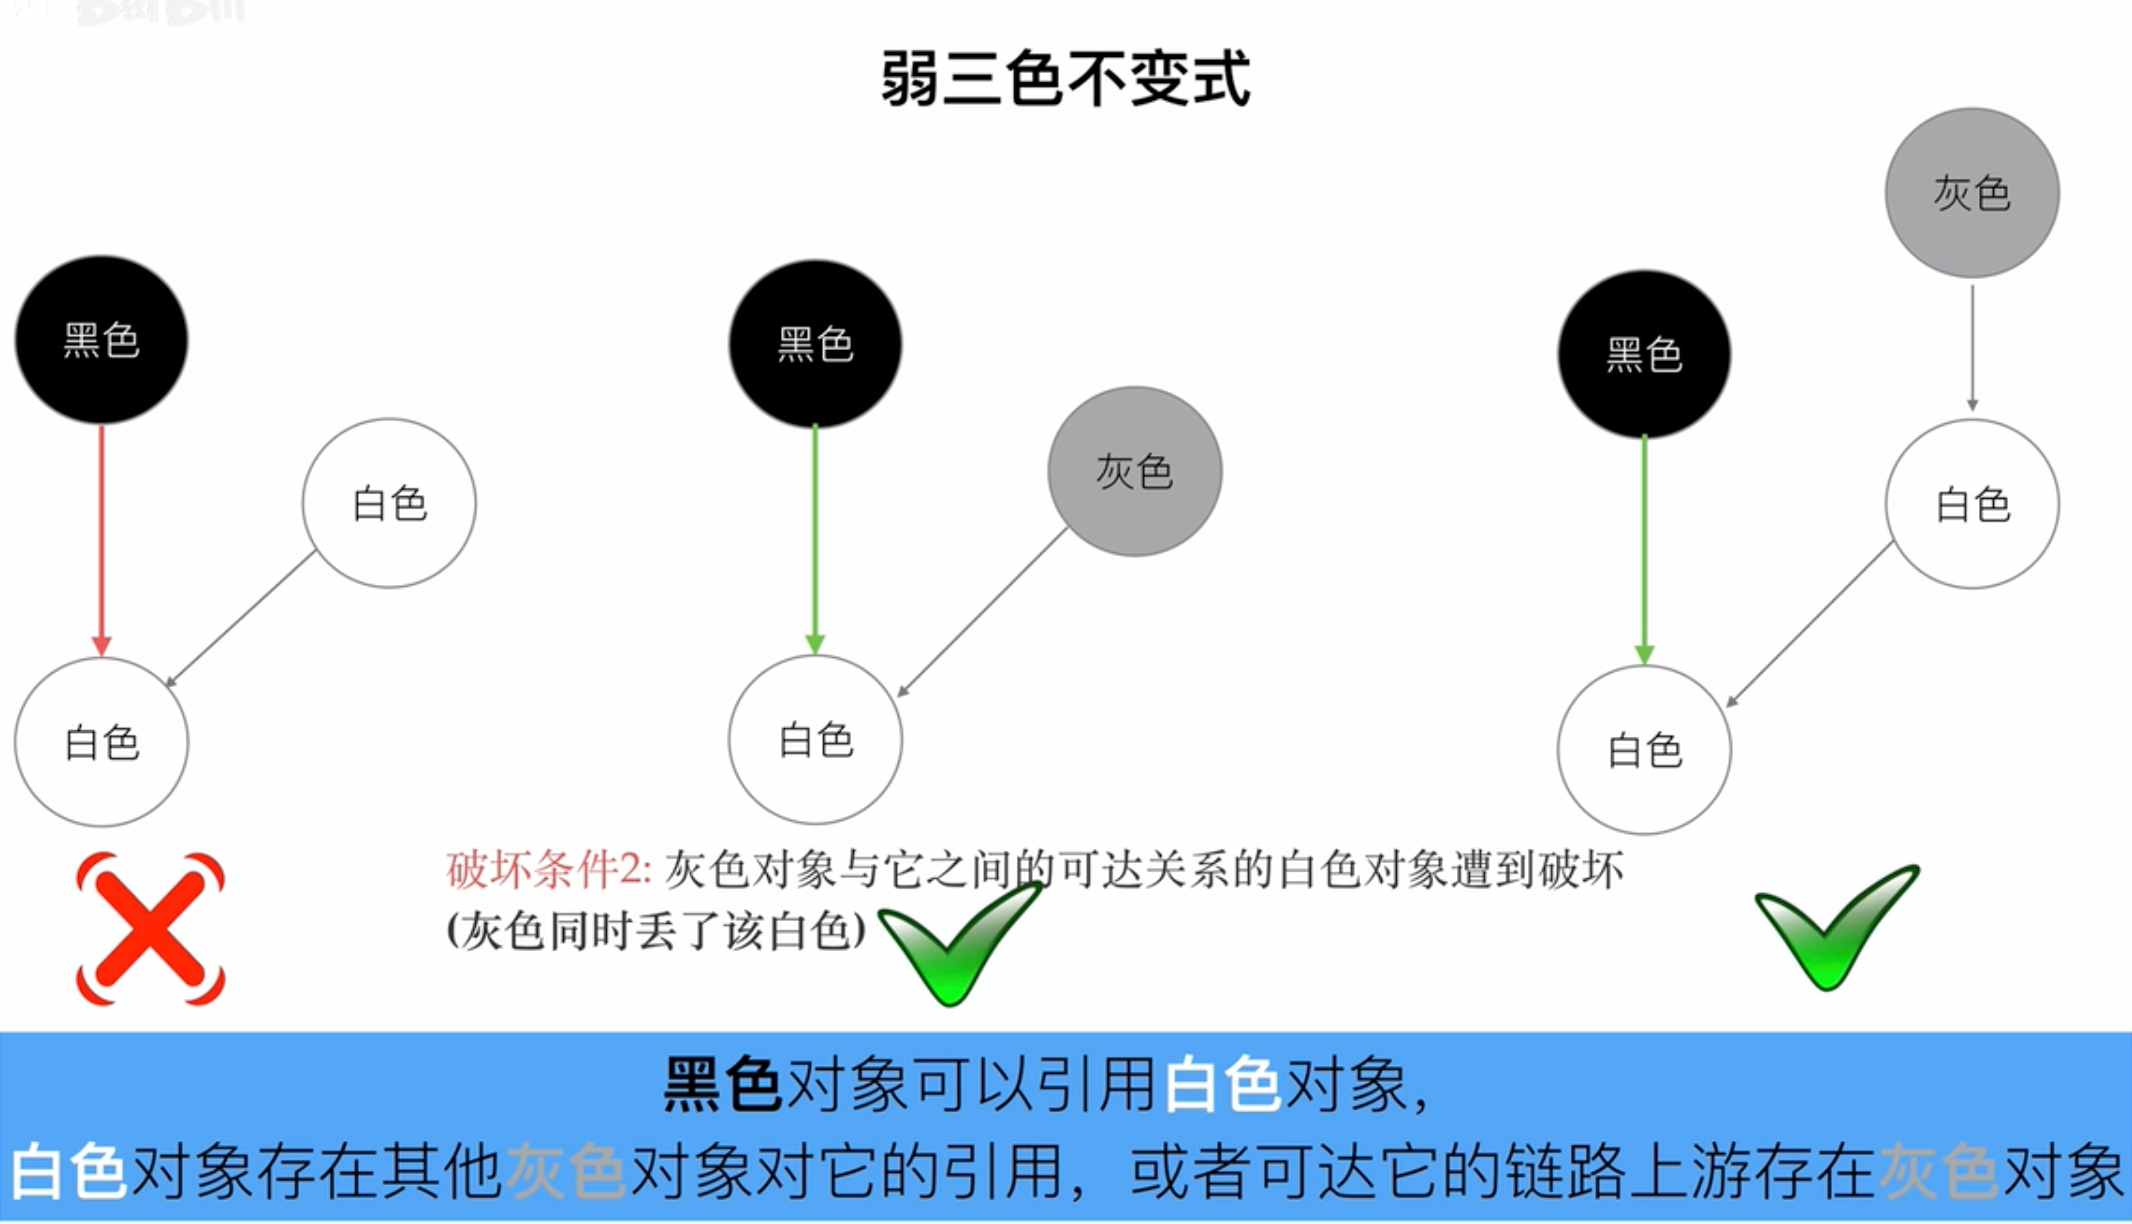 弱三色不变式
灰色
黑色
黑色
黑色
灰色
白色
白色
白色
白色
白色
破坏条件2: 灰色对象与它之间的可达关系的白色对象遭到破坏
(灰色同时丢了该白色)
黑色对象可以引用白色对象，
白色对象存在其他灰色对象对它的引用，或者可达它的链路上游存在灰色对象